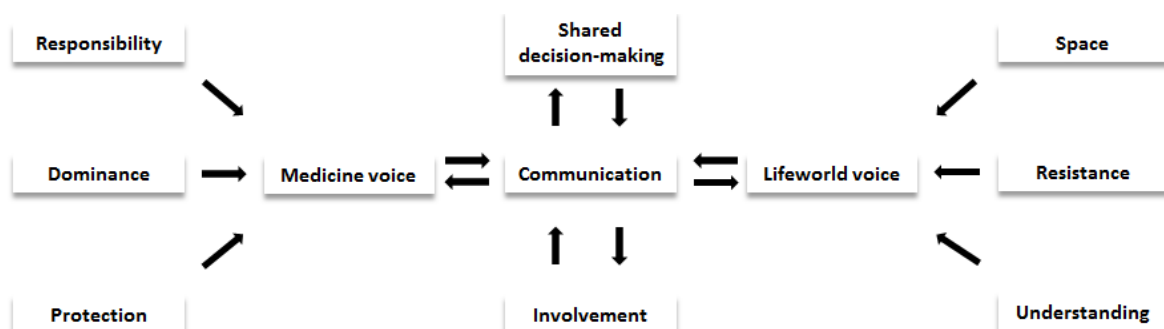 Responsibility
Shared
decision-making
Space
Dominance
Medicine voice
Communication
Lifeworld voice
Resistance
Protection
Involvement
Understanding